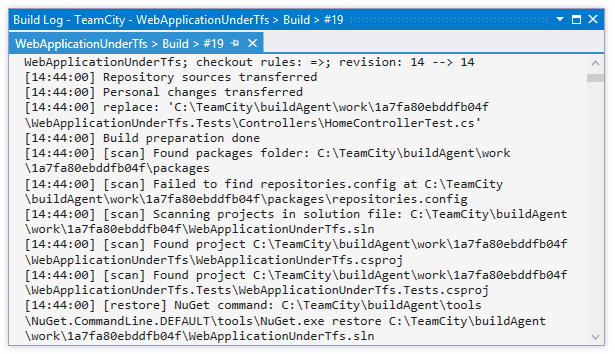 Build Log - TeamCity - WebApplicationUnderTfs > Build > #19
WebApplicationUnderTfs > Build > #19
WebApplicationUnderTfs; checkout rules: =>; revision: 14 --> 14
[14:44:00] Repository sources transferred
[14:44:00] Personal changes transferred
[14:44:00] replace: 'C:\TeamCity\buildAgent\work\1a7fa80ebddfb04f
\WebApplicationUnderTfs.Tests\Controllers\HomeControllerTest.cs'
[14:44:00] Build preparation done
[14:44:00] [scan] Found packages folder: C:\TeamCity\buildAgent\work
\1a7fa80ebddfb04f\packages
[14:44:00] [scan] Failed to find repositories.config at C:\TeamCity
\buildAgent\work\1a7fa80ebddfb04f\packages\repositories.config
[14:44:00] [scan] Scanning projects in solution file: C:\TeamCity\buildAgent
\work\1a7fa80ebddfb04f\WebApplicationUnderTfs.sln
[14:44:00] [scan] Found project C:\TeamCity\buildAgent\work\1a7fa80ebddfb04f
\WebApplicationUnderTfs\WebApplicationUnderTfs.csproj
[14:44:00] [scan] Found project C:\TeamCity\buildAgent\work\1a7fa80ebddfb04f
\WebApplicationUnderTfs.Tests\WebApplicationUnderTfs.Tests.csproj
[14:44:00] [restore] NuGet command: C:\TeamCity\buildAgent\tools
\NuGet.CommandLine.DEFAULT\tools\NuGet.exe restore C:\TeamCity\buildAgent
\work\1a7fa80ebddfb04f\WebApplicationUnderTfs.sln